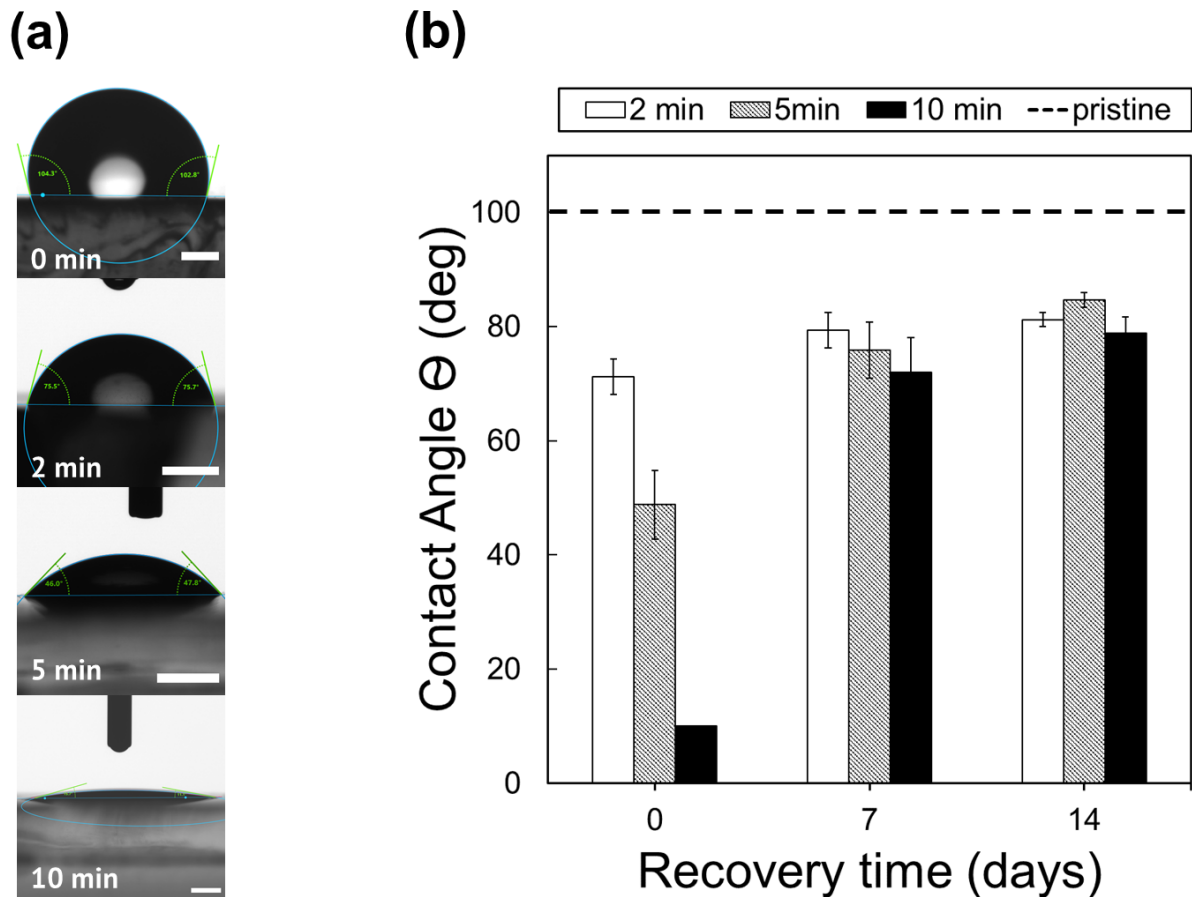 (a)
104.3°
102.8°
0 min
75.5°
75.7°
2 min
46.0°
47.8°
5 min
10 min
(b)
2 min 5min 10 min pristine
Contact Angle Θ (deg)
100
80
60
40
20
0
0 7 14
Recovery time (days)